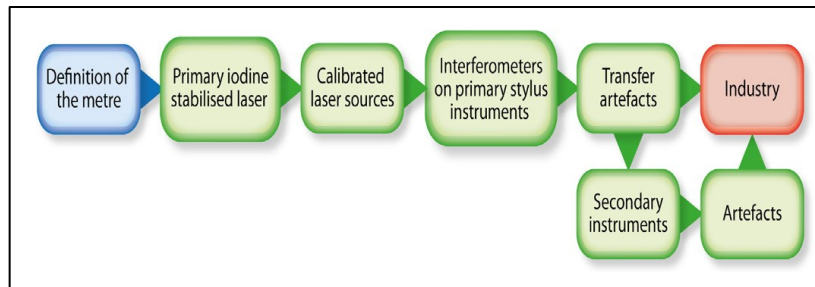 Definition of
the metre
Primary iodine
stabilised laser
Calibrated
laser sources
Interferometers
on primary stylus
instruments
Transfer
artefacts
Industry
Secondary
instruments
Artefacts